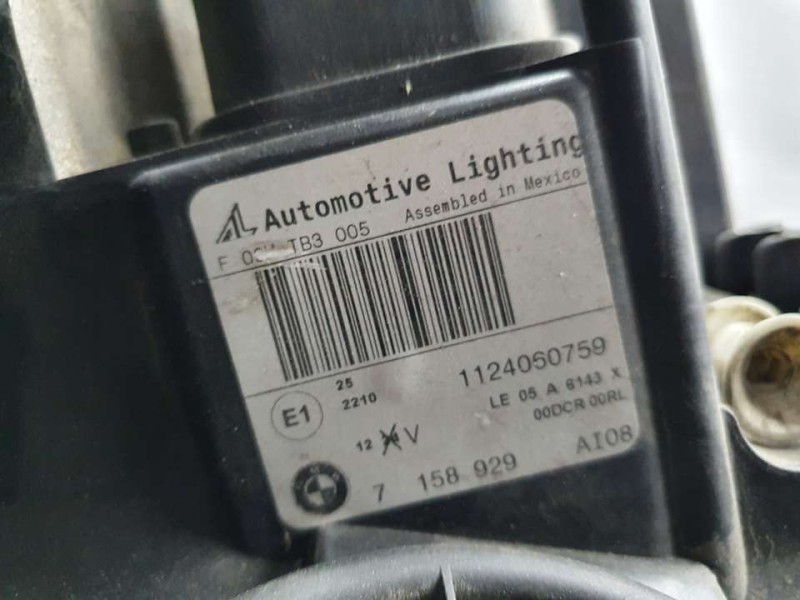 AL Automotive Lighting
Assembled in Mexico
F TB3 005
25
2210
1124060759
E1
LE 05 A 6143 X
00DCR 00RL
12 V
7 158 929
AI08